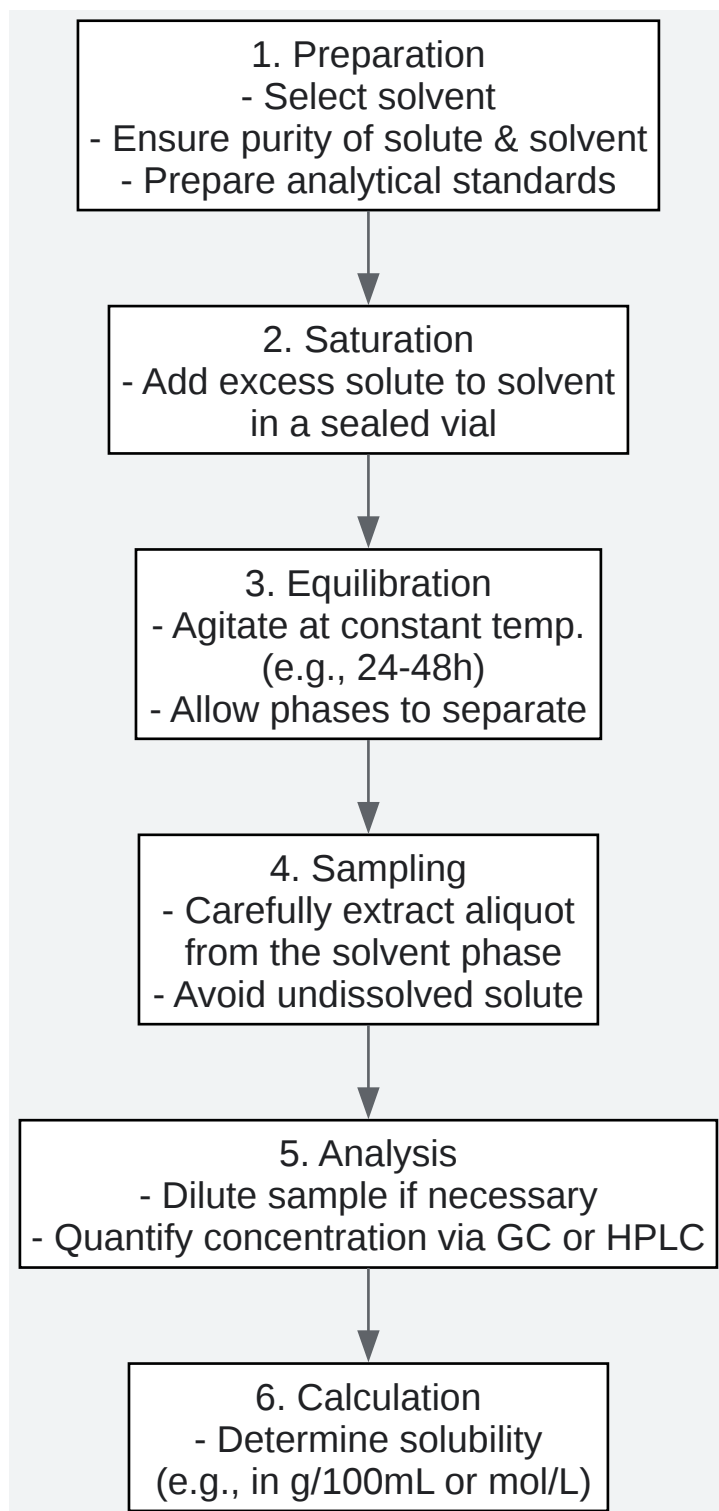 1. Preparation
- Select solvent
- Ensure purity of solute & solvent
- Prepare analytical standards
2. Saturation
- Add excess solute to solvent
in a sealed vial
3. Equilibration
- Agitate at constant temp.
(e.g., 24-48h)
- Allow phases to separate
4. Sampling
- Carefully extract aliquot
from the solvent phase
- Avoid undissolved solute
5. Analysis
- Dilute sample if necessary
- Quantify concentration via GC or HPLC
6. Calculation
- Determine solubility
(e.g., in g/100mL or mol/L)